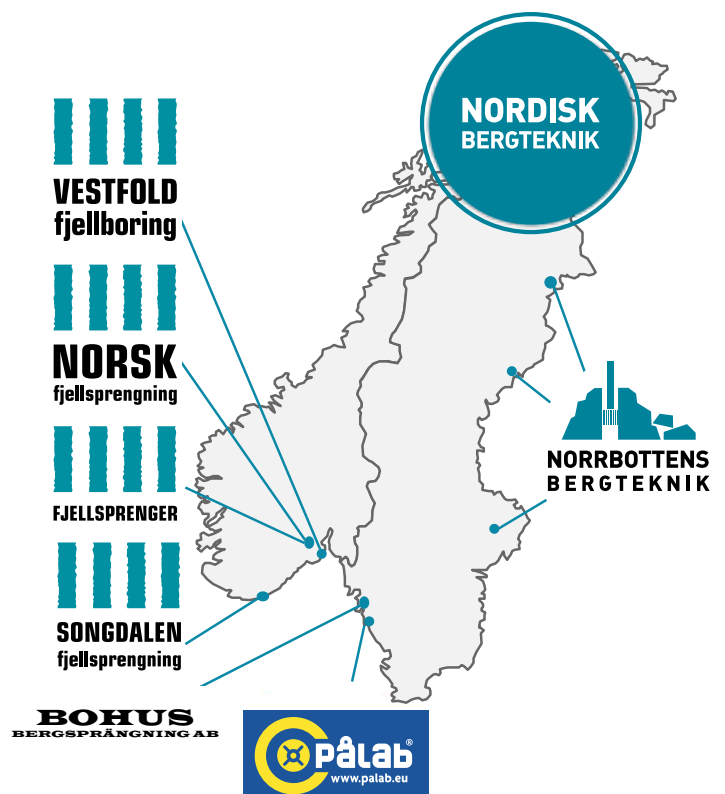 NORDISK
BERGTEKNIK
VESTFOLD
fjellboring
NORSK
fjellsprengning
FJELLSPRENGER
SONGDALEN
fjellsprengning
NORRBOTTENS
BERGTEKNIK
BOHUS
BERGSPRÄNGNING AB
Pålab®
www.palab.eu